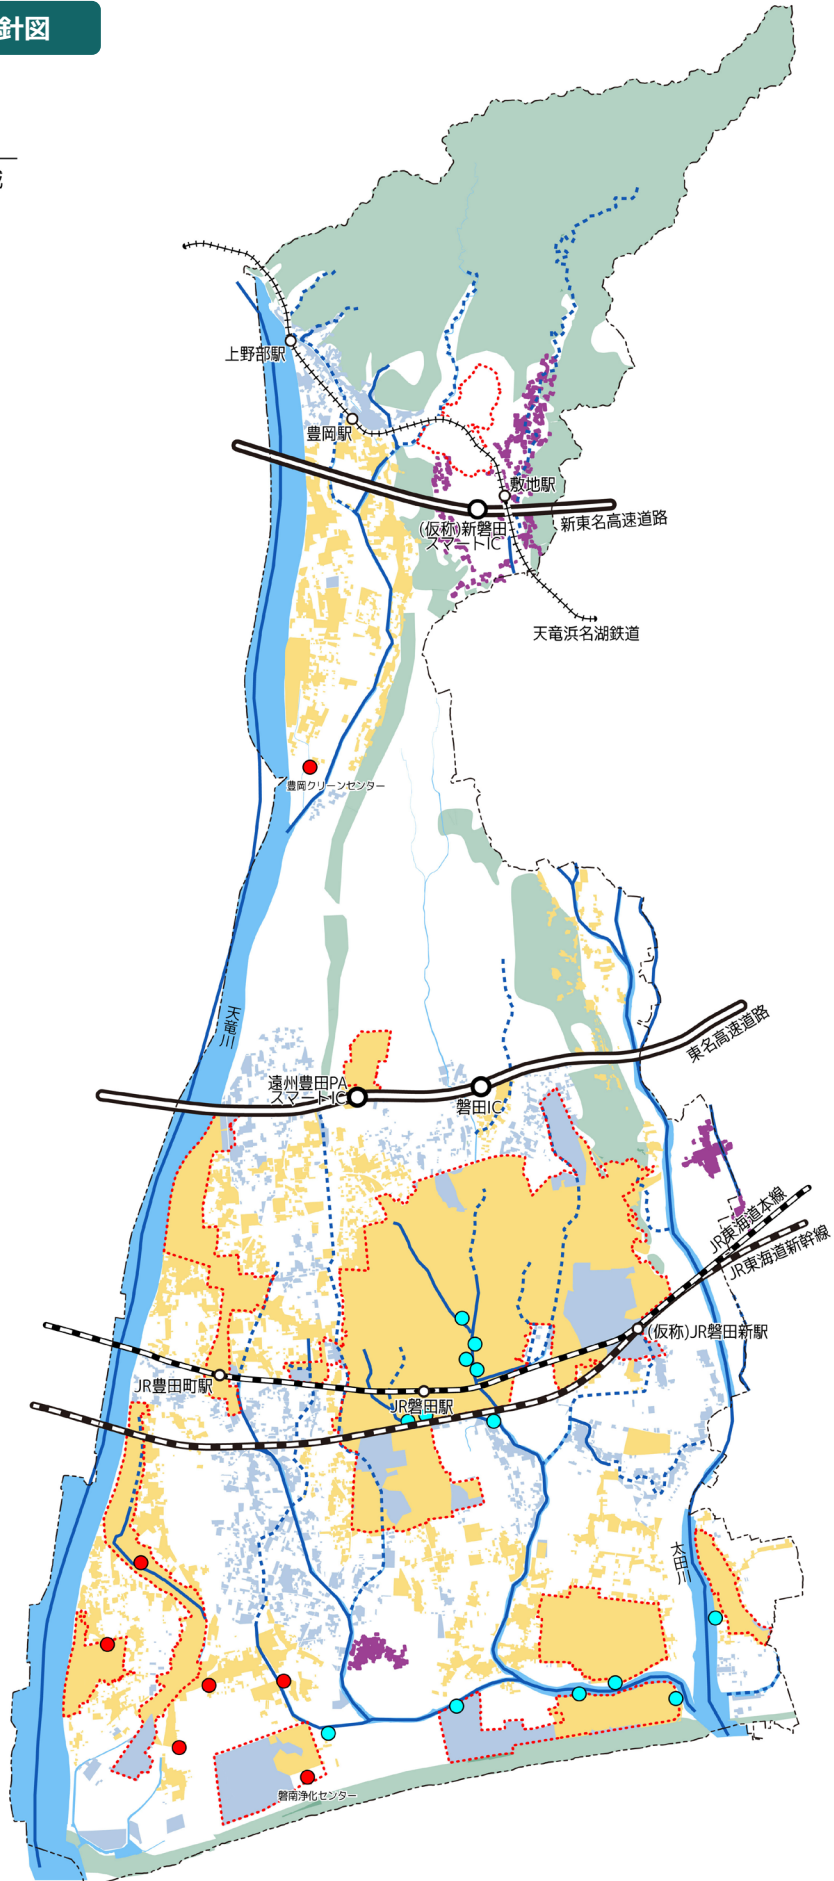 針図
上野部駅
豊岡駅
敷地駅
(仮称)新磐田
スマートIC
新東名高速道路
天竜浜名湖鉄道
豊岡クリーンセンター
天竜川
東名高速道路
遠州豊田PA
スマートIC
磐田IC
JR東海道本線
JR東海道新幹線
(仮称)JR磐田新駅
JR豊田町駅
JR磐田駅
太田川
磐南浄化センター